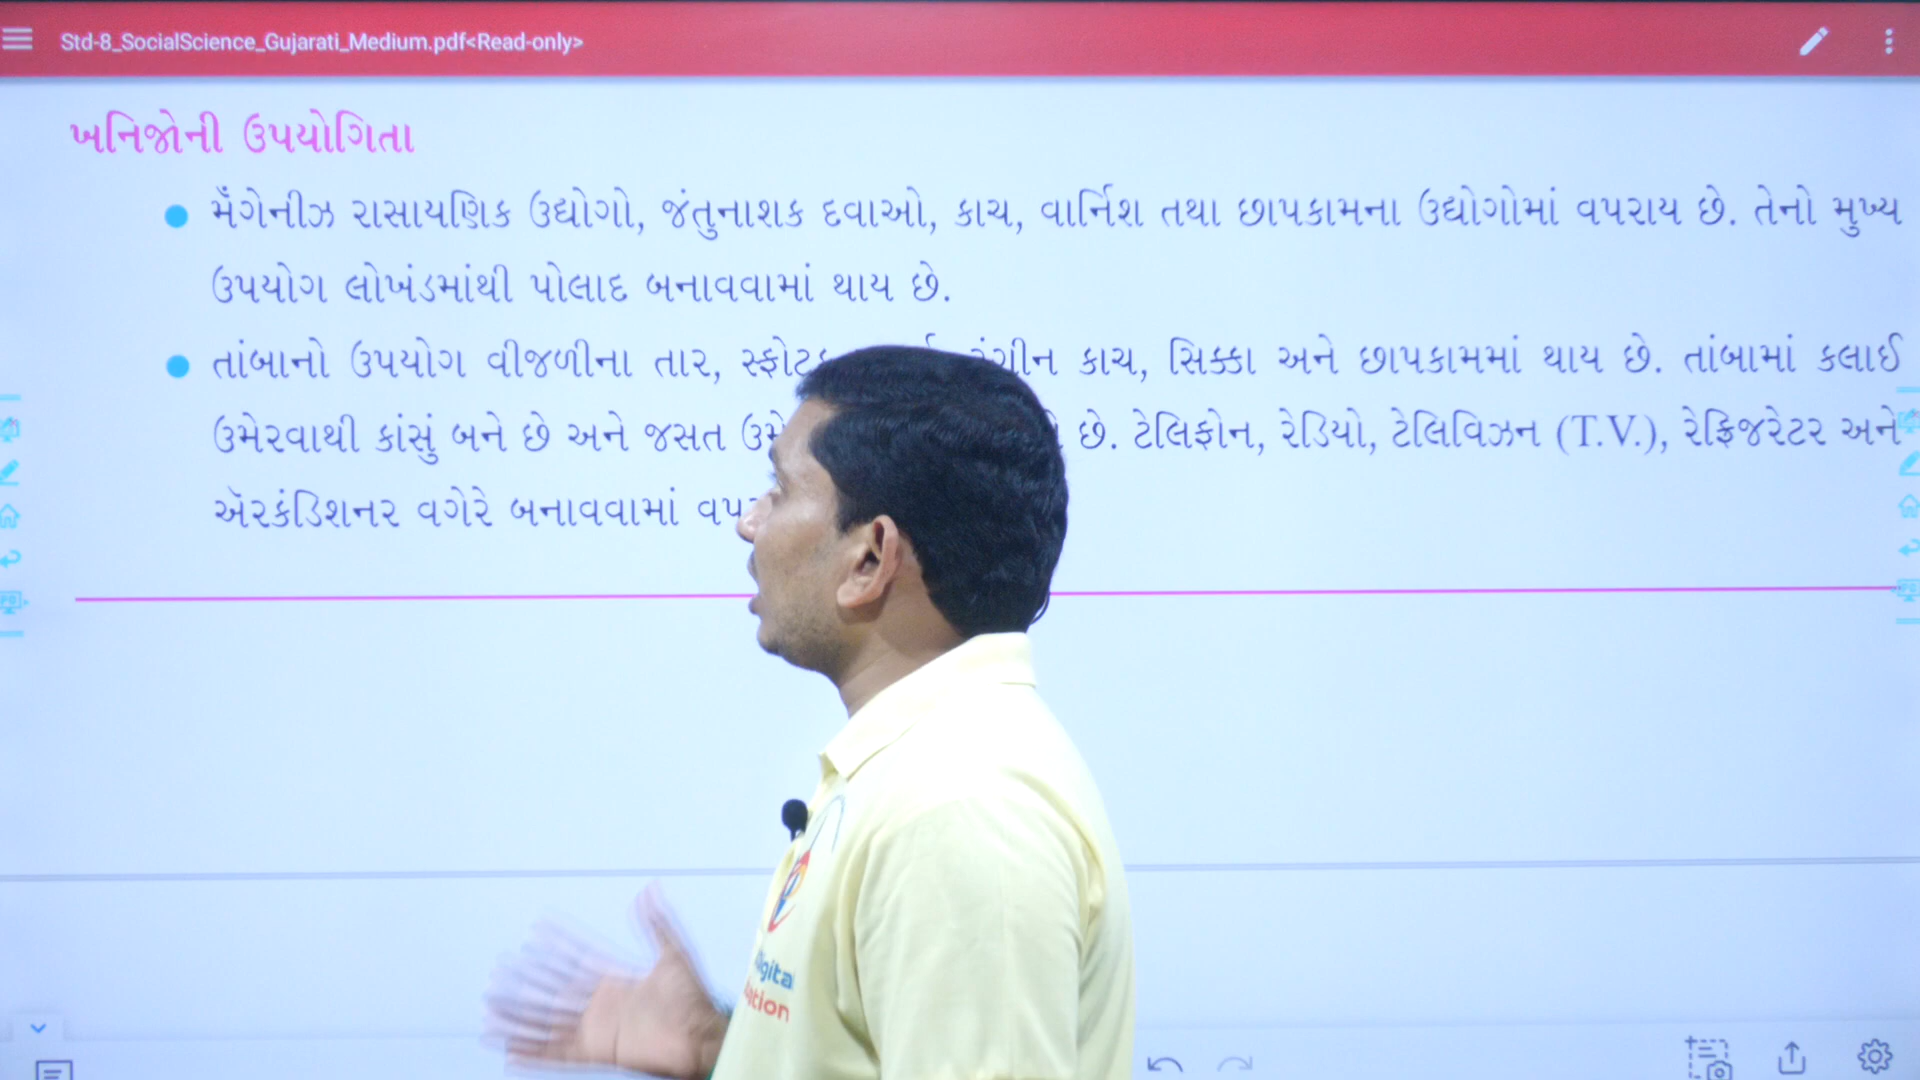 Std-8_SocialScience_Gujarati_Medium.pdf<Read-only>
ખનિજોની ઉપયોગિતા
મૅંગેનીઝ રાસાયણિક ઉદ્યોગો, જંતુનાશક દવાઓ, કાચ, વાર્નિશ તથા છાપકામના ઉદ્યોગોમાં વપરાય છે. તેનો મુખ્ય
ઉપયોગ લોખંડમાંથી પોલાદ બનાવવામાં થાય છે.
તાંબાનો ઉપયોગ વીજળીના તાર, કાચ, સિક્કા અને છાપકામમાં થાય છે. તાંબામાં કલાઈ
ઉમેરવાથી કાંસું બને છે અને જસત છે. ટેલિફોન, રેડિયો, ટેલિવિઝન (T.V.), રેફ્રિજરેટર અને
ઍરકંડિશનર વગેરે બનાવવામાં